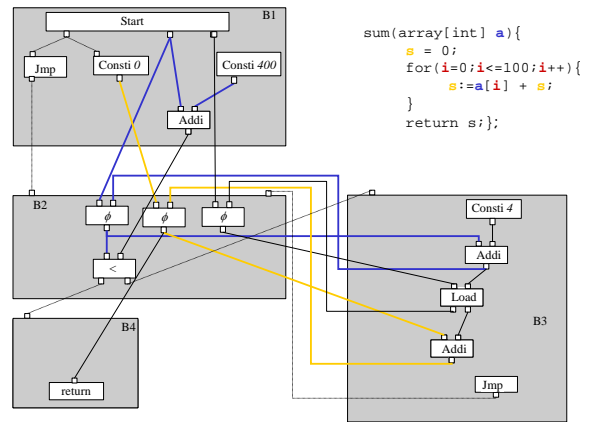 B1
Start
Jmp
Consti 0
Consti 400
Addi
sum(array[int] a){
s = 0;
for(i=0;i<=100;i++){
s:=a[i] + s;
}
return s;};
B2
ϕ
ϕ
ϕ
<
Consti 4
Addi
Load
B3
Addi
Jmp
B4
return